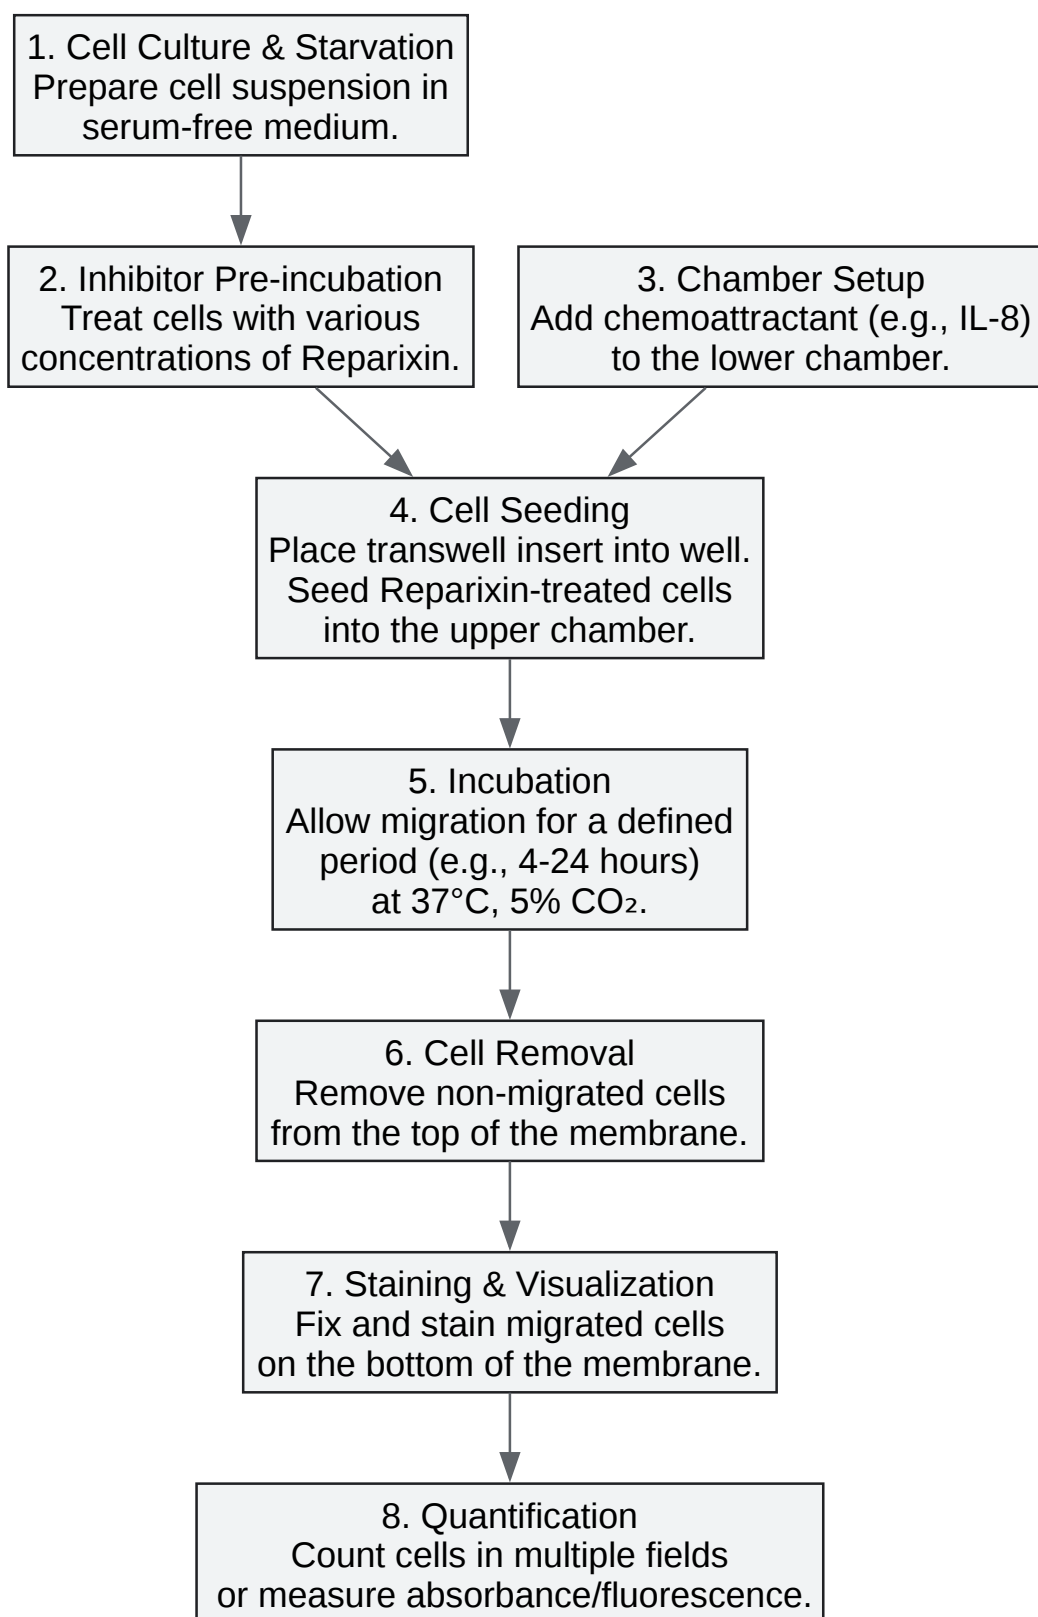 1. Cell Culture & Starvation
Prepare cell suspension in
serum-free medium.
2. Inhibitor Pre-incubation
Treat cells with various
concentrations of Reparixin.
3. Chamber Setup
Add chemoattractant (e.g., IL-8)
to the lower chamber.
4. Cell Seeding
Place transwell insert into well.
Seed Reparixin-treated cells
into the upper chamber.
5. Incubation
Allow migration for a defined
period (e.g., 4-24 hours)
at 37°C, 5% CO₂.
6. Cell Removal
Remove non-migrated cells
from the top of the membrane.
7. Staining & Visualization
Fix and stain migrated cells
on the bottom of the membrane.
8. Quantification
Count cells in multiple fields
or measure absorbance/fluorescence.